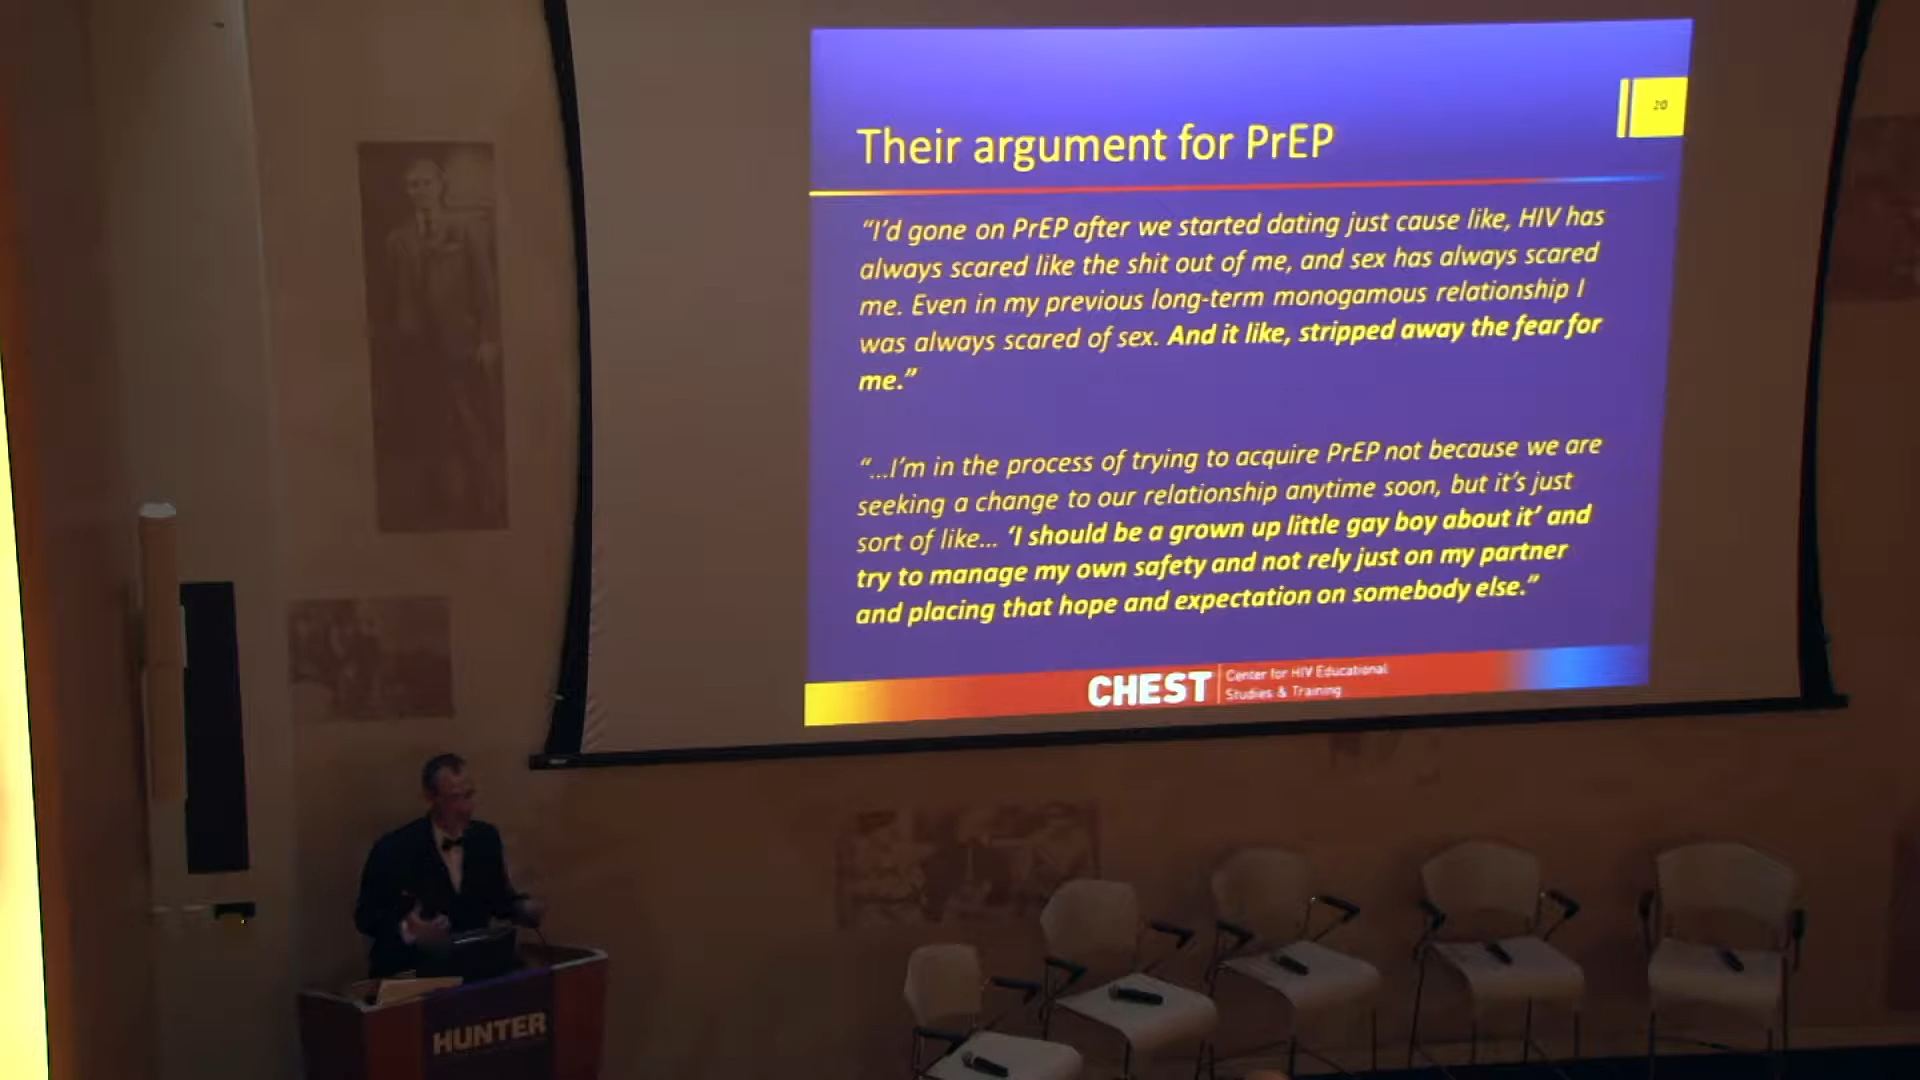 20
Their argument for PrEP
“I’d gone on PrEP after we started dating just cause like, HIV has
always scared like the shit out of me, and sex has always scared
me. Even in my previous long-term monogamous relationship I
was always scared of sex. And it like, stripped away the fear for
me.”
“...I’m in the process of trying to acquire PrEP not because we are
seeking a change to our relationship anytime soon, but it’s just
sort of like... ‘I should be a grown up little gay boy about it’ and
try to manage my own safety and not rely just on my partner
and placing that hope and expectation on somebody else.”
CHEST
Center for HIV Educational
Studies & Training
HUNTER